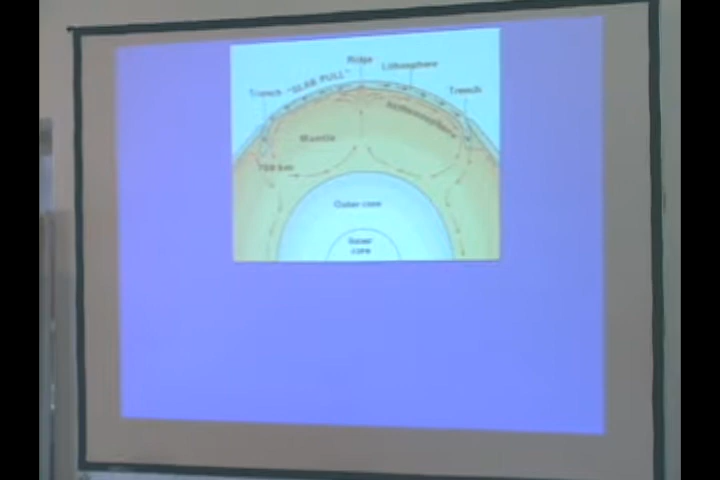 Ridge
Lithosphere
Trench "SLAB PULL"
Trench
Asthenosphere
Mantle
700 km
Outer core
Inner
core